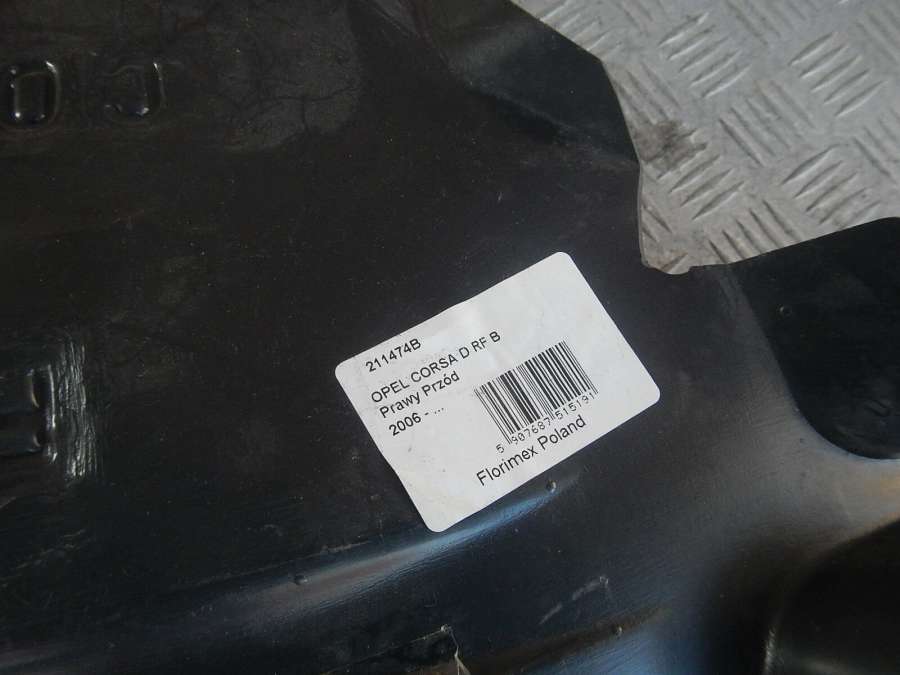 211474B
OPEL CORSA D RF B
Prawy Przód
2006 - ...
5 907687 515191
Florimex Poland